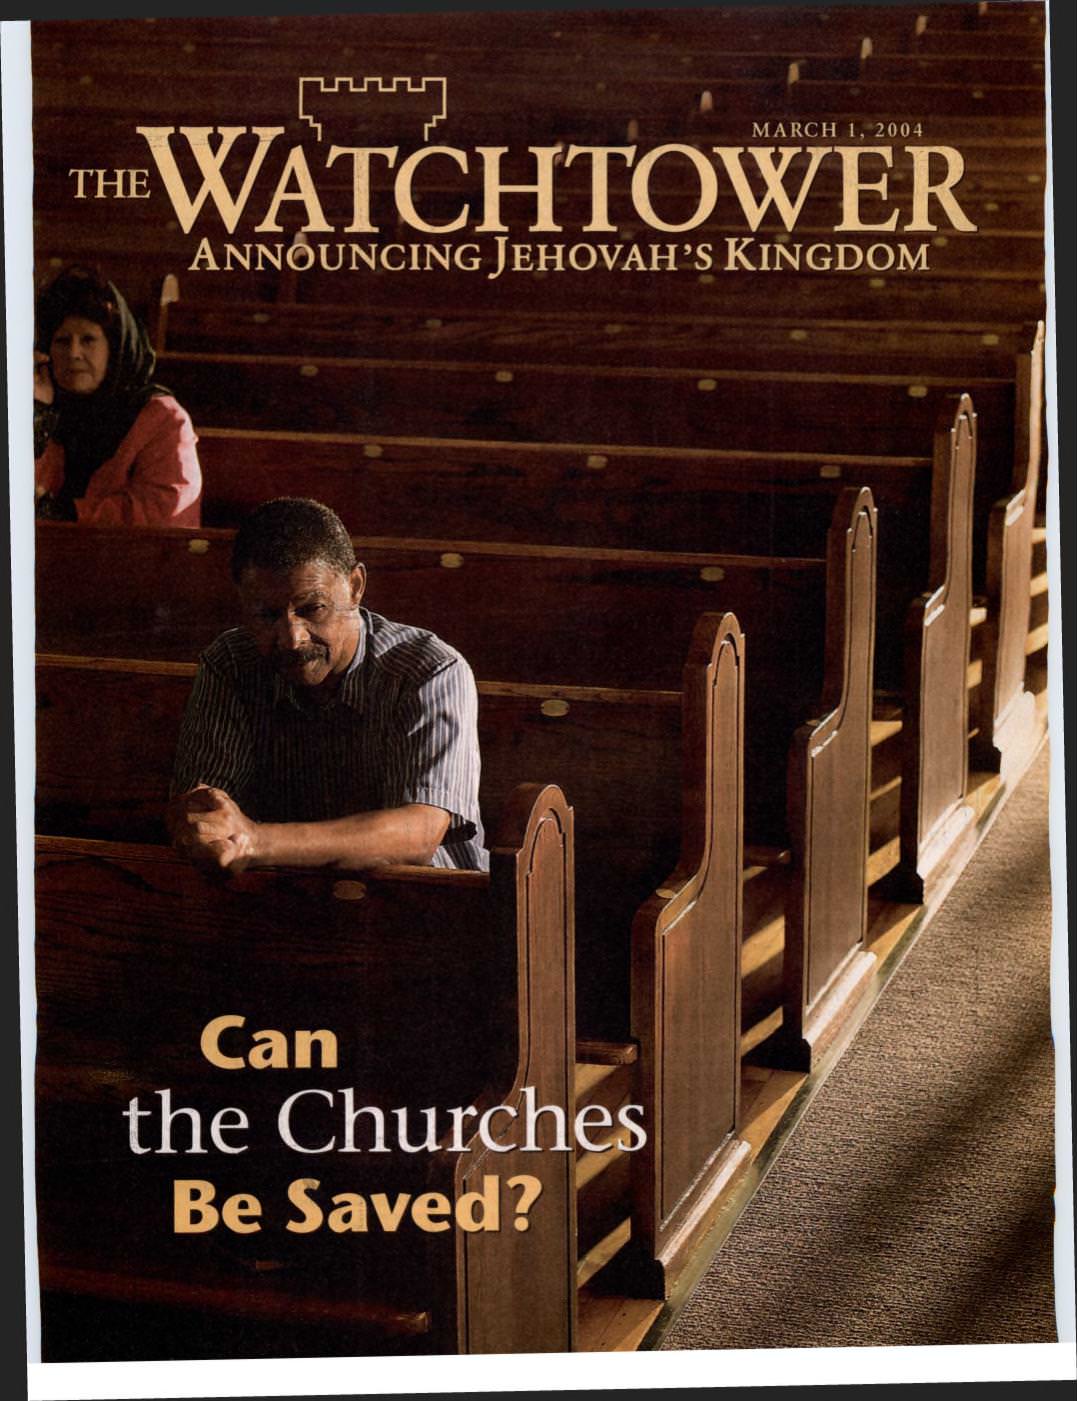 MARCH 1, 2004
THE WATCHTOWER
ANNOUNCING JEHOVAH'S KINGDOM
Can
the Churches
Be Saved?